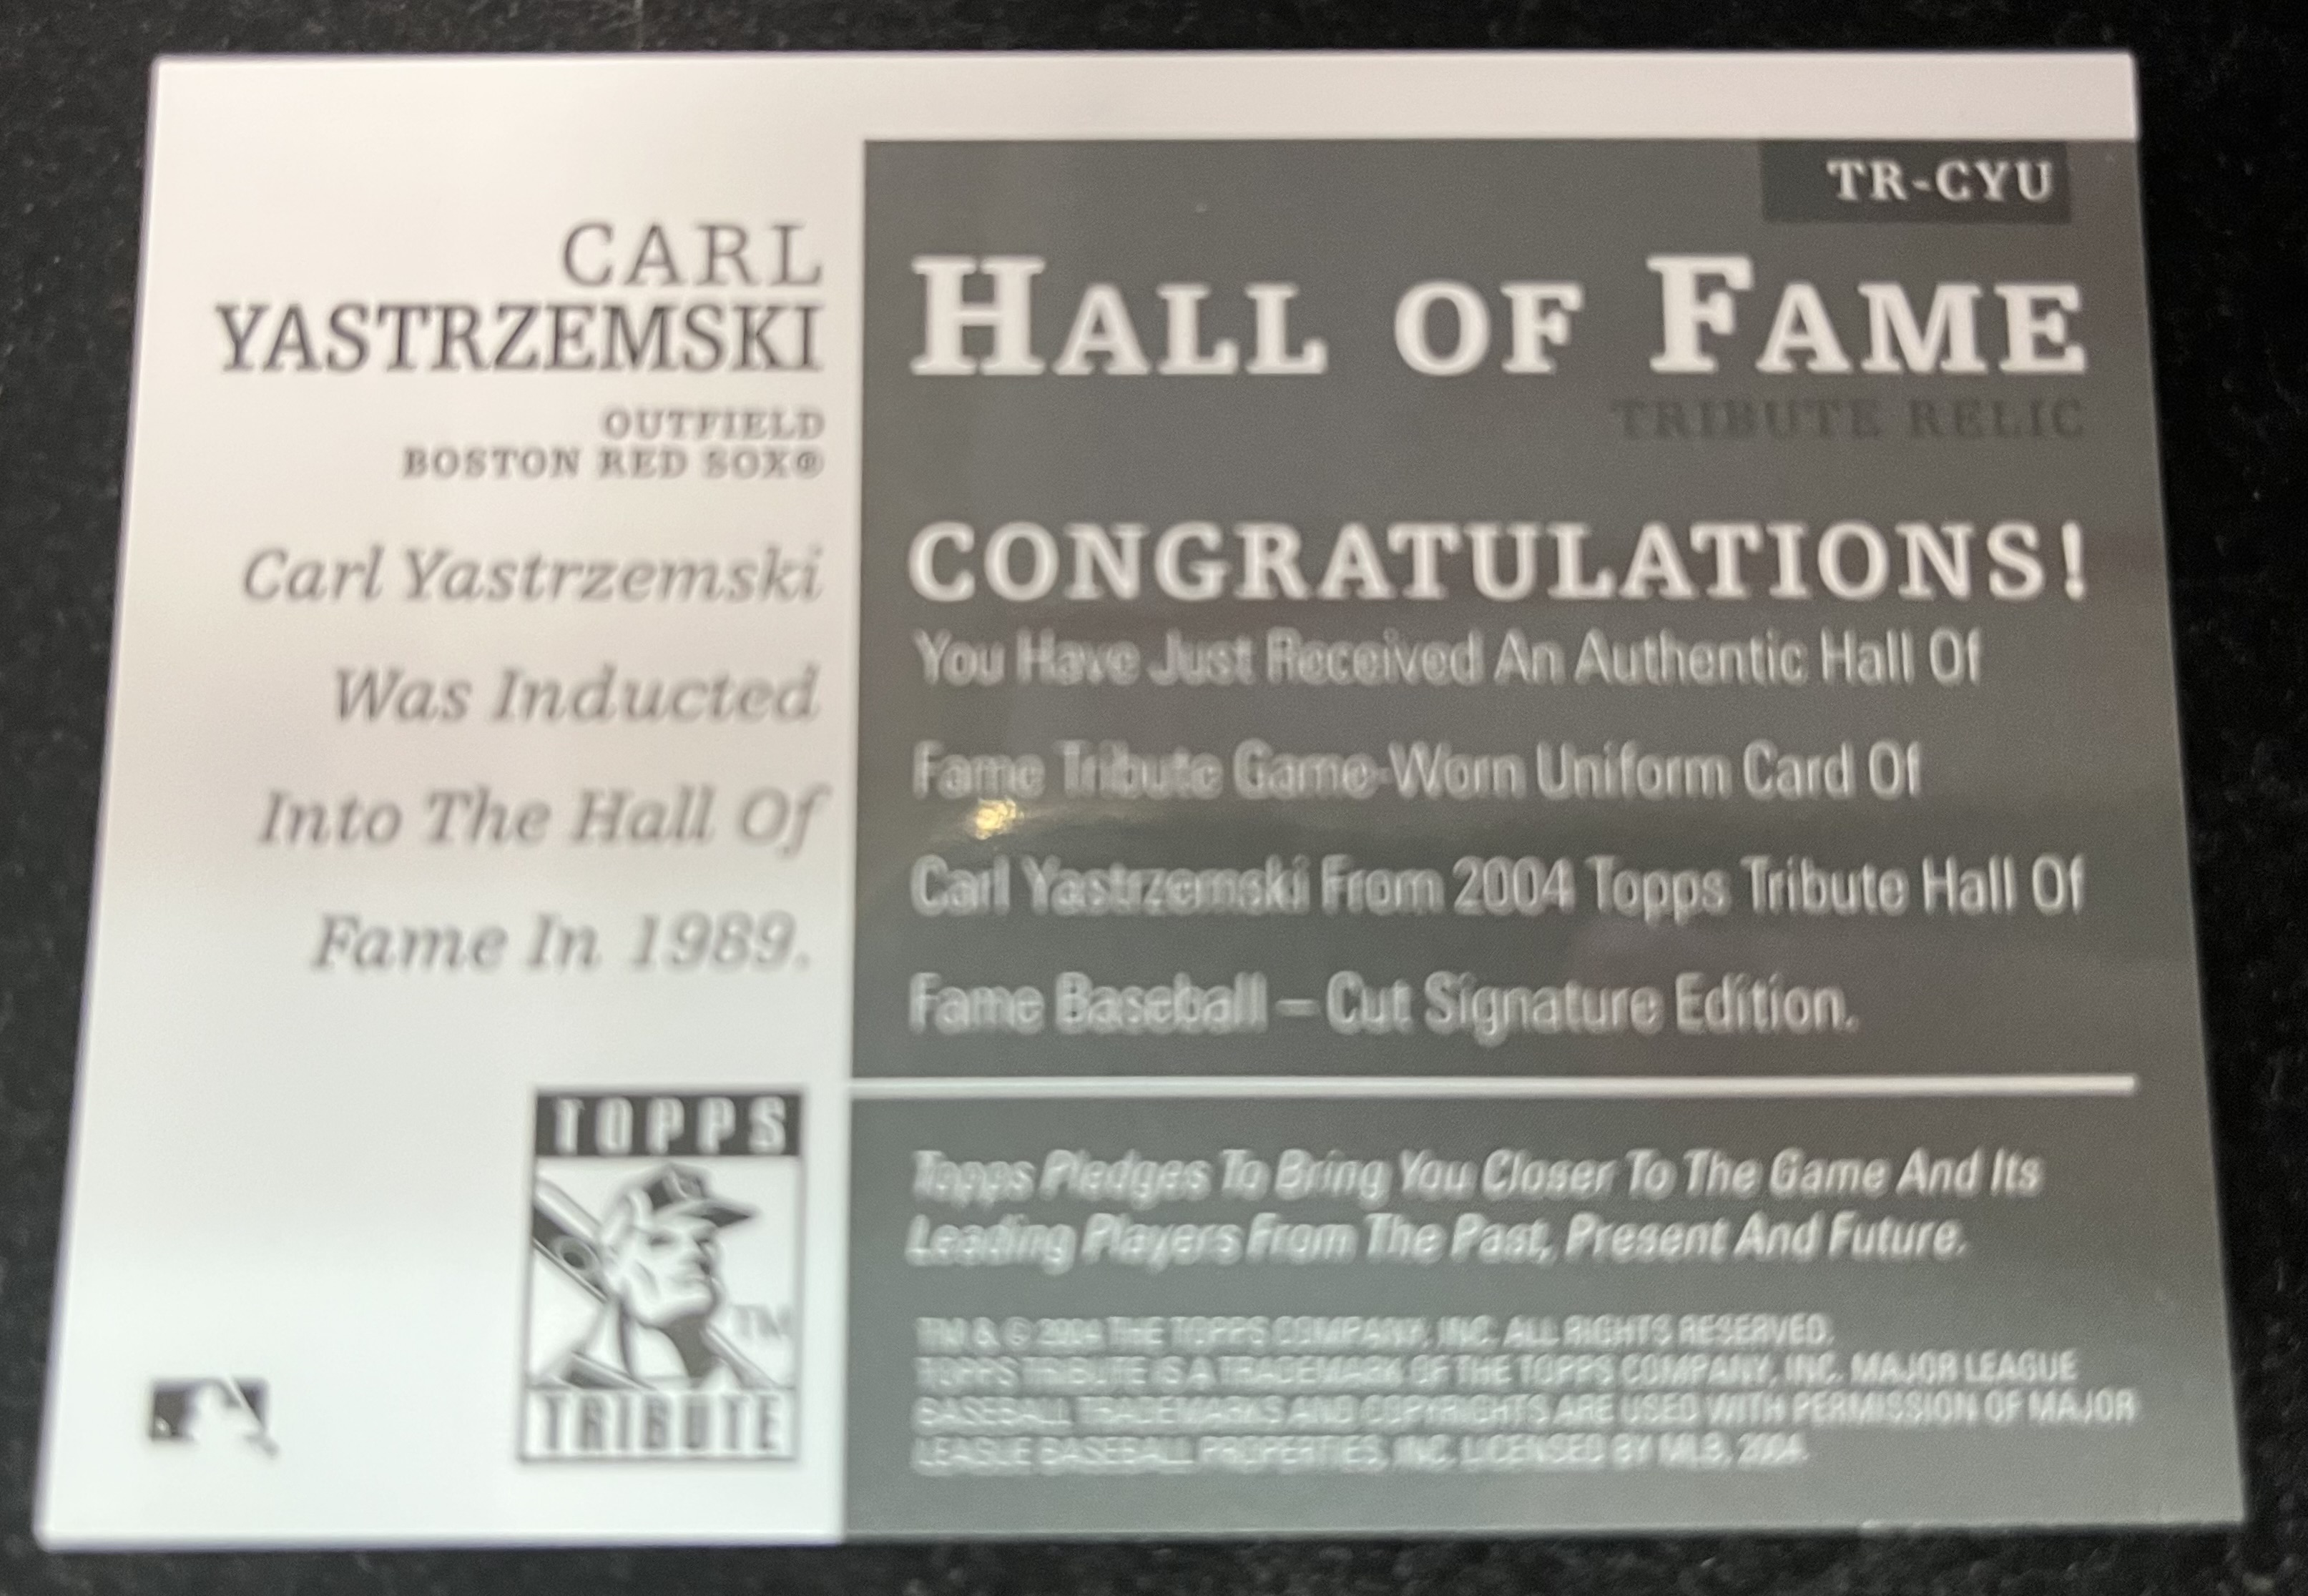 CARL
YASTRZEMSKI
OUTFIELD
BOSTON RED SOX®
Carl Yastrzemski
Was Inducted
Into The Hall Of
Fame In 1989.
TOPPS
TM
TRIBUTE
TR-CYU
HALL OF FAME
TRIBUTE RELIC
CONGRATULATIONS!
You Have Just Received An Authentic Hall Of
Fame Tribute Game-Worn Uniform Card Of
Carl Yastrzemski From 2004 Topps Tribute Hall Of
Fame Baseball – Cut Signature Edition.
Topps Pledges To Bring You Closer To The Game And Its
Leading Players From The Past, Present And Future.
TM & © 2004 THE TOPPS COMPANY, INC. ALL RIGHTS RESERVED.
TOPPS TRIBUTE IS A TRADEMARK OF THE TOPPS COMPANY, INC. MAJOR LEAGUE
BASEBALL TRADEMARKS AND COPYRIGHTS ARE USED WITH PERMISSION OF MAJOR
LEAGUE BASEBALL PROPERTIES, INC. LICENSED BY MLB, 2004.